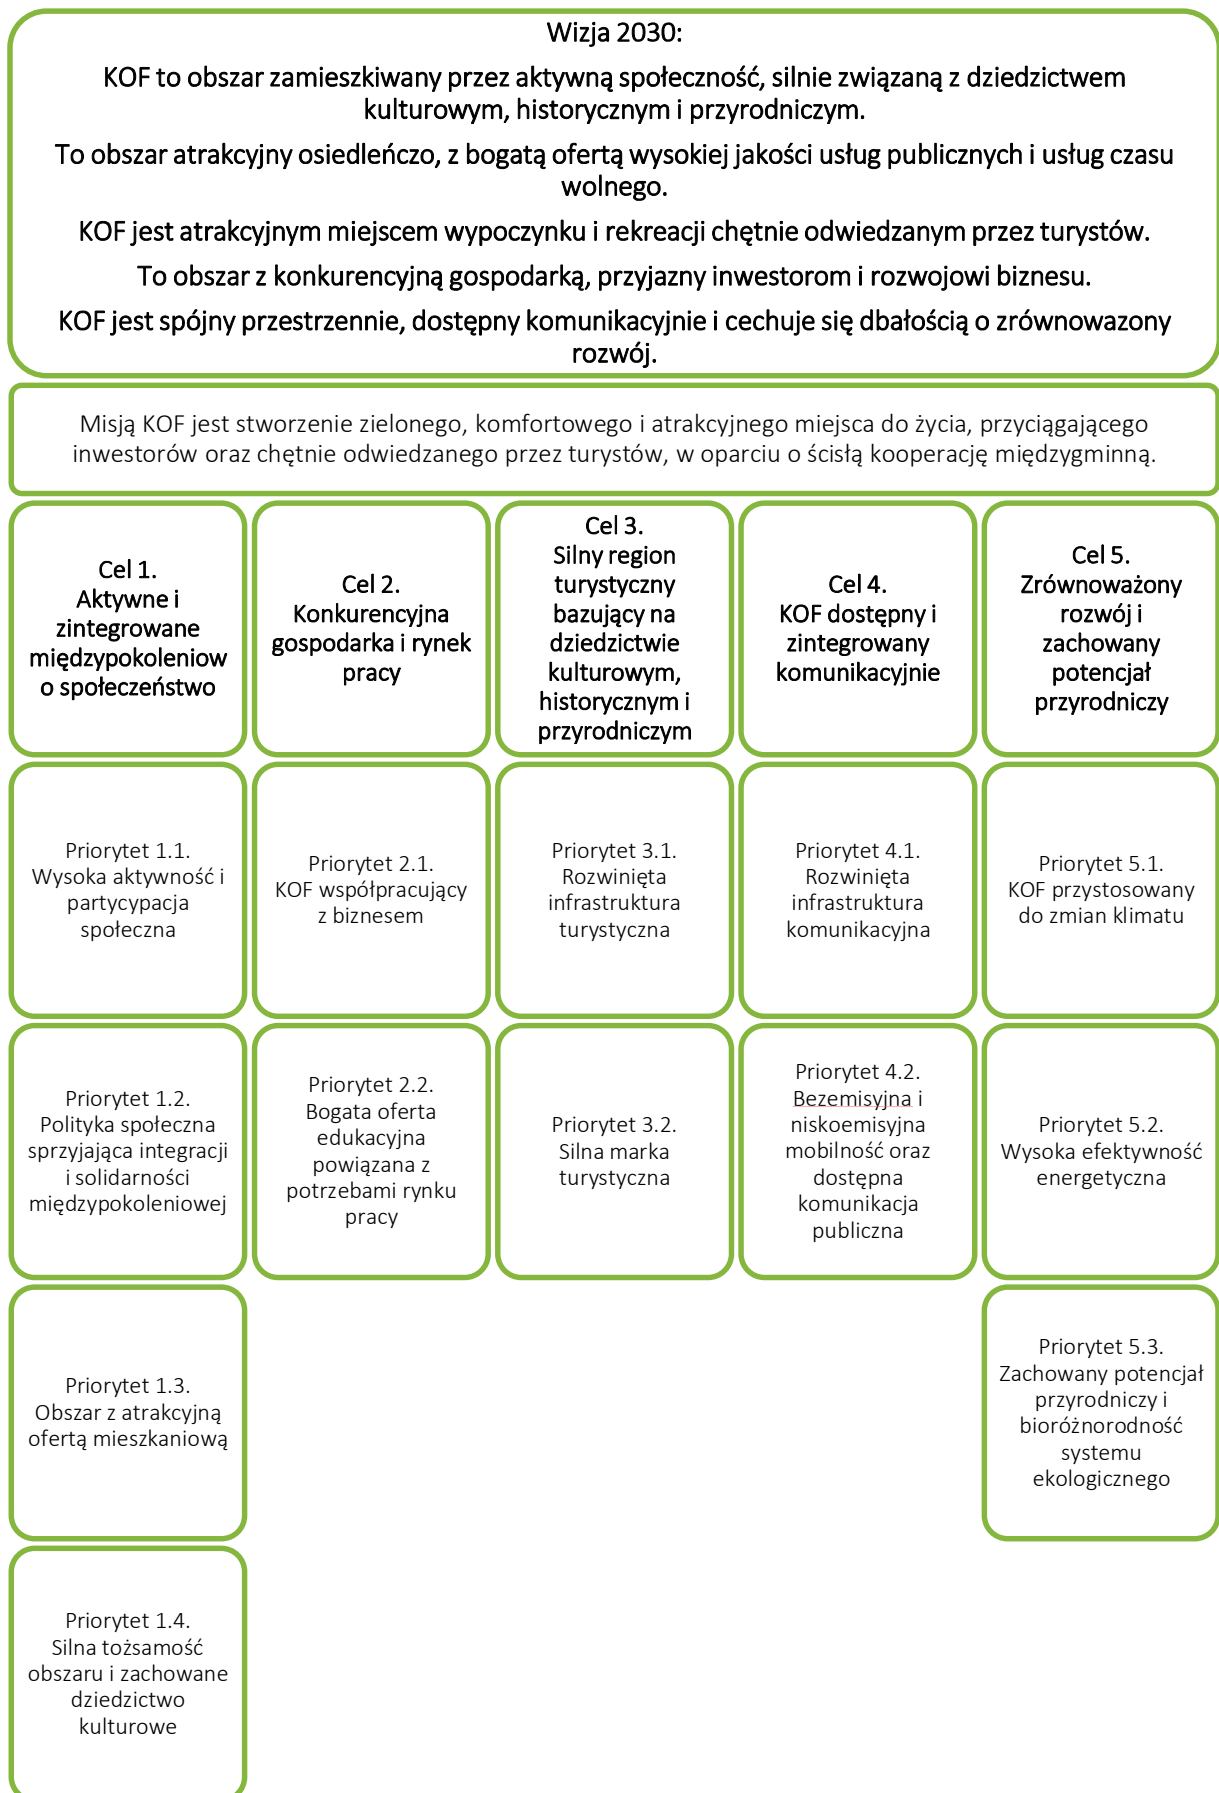 Wizja 2030:
KOF to obszar zamieszkiwany przez aktywną społeczność, silnie związaną z dziedzictwem
kulturowym, historycznym i przyrodniczym.
To obszar atrakcyjny osiedleńczo, z bogatą ofertą wysokiej jakości usług publicznych i usług czasu
wolnego.
KOF jest atrakcyjnym miejscem wypoczynku i rekreacji chętnie odwiedzanym przez turystów.
To obszar z konkurencyjną gospodarką, przyjazny inwestorom i rozwojowi biznesu.
KOF jest spójny przestrzennie, dostępny komunikacyjnie i cechuje się dbałością o zrównowazony
rozwój.
Misją KOF jest stworzenie zielonego, komfortowego i atrakcyjnego miejsca do życia, przyciągającego
inwestorów oraz chętnie odwiedzanego przez turystów, w oparciu o ścisłą kooperację międzygminną.
Cel 1.
Aktywne i
zintegrowane
międzypokoleniow
o społeczeństwo
Cel 2.
Konkurencyjna
gospodarka i rynek
pracy
Cel 3.
Silny region
turystyczny
bazujący na
dziedzictwie
kulturowym,
historycznym i
przyrodniczym
Cel 4.
KOF dostępny i
zintegrowany
komunikacyjnie
Cel 5.
Zrównoważony
rozwój i
zachowany
potencjał
przyrodniczy
Priorytet 1.1.
Wysoka aktywność i
partycypacja
społeczna
Priorytet 2.1.
KOF współpracujący
z biznesem
Priorytet 3.1.
Rozwinięta
infrastruktura
turystyczna
Priorytet 4.1.
Rozwinięta
infrastruktura
komunikacyjna
Priorytet 5.1.
KOF przystosowany
do zmian klimatu
Priorytet 1.2.
Polityka społeczna
sprzyjająca integracji
i solidarności
międzypokoleniowej
Priorytet 2.2.
Bogata oferta
edukacyjna
powiązana z
potrzebami rynku
pracy
Priorytet 3.2.
Silna marka
turystyczna
Priorytet 4.2.
Bezemisyjna i
niskoemisyjna
mobilność oraz
dostępna
komunikacja
publiczna
Priorytet 5.2.
Wysoka efektywność
energetyczna
Priorytet 1.3.
Obszar z atrakcyjną
ofertą mieszkaniową
Priorytet 5.3.
Zachowany potencjał
przyrodniczy i
bioróżnorodność
systemu
ekologicznego
Priorytet 1.4.
Silna tożsamość
obszaru i zachowane
dziedzictwo
kulturowe